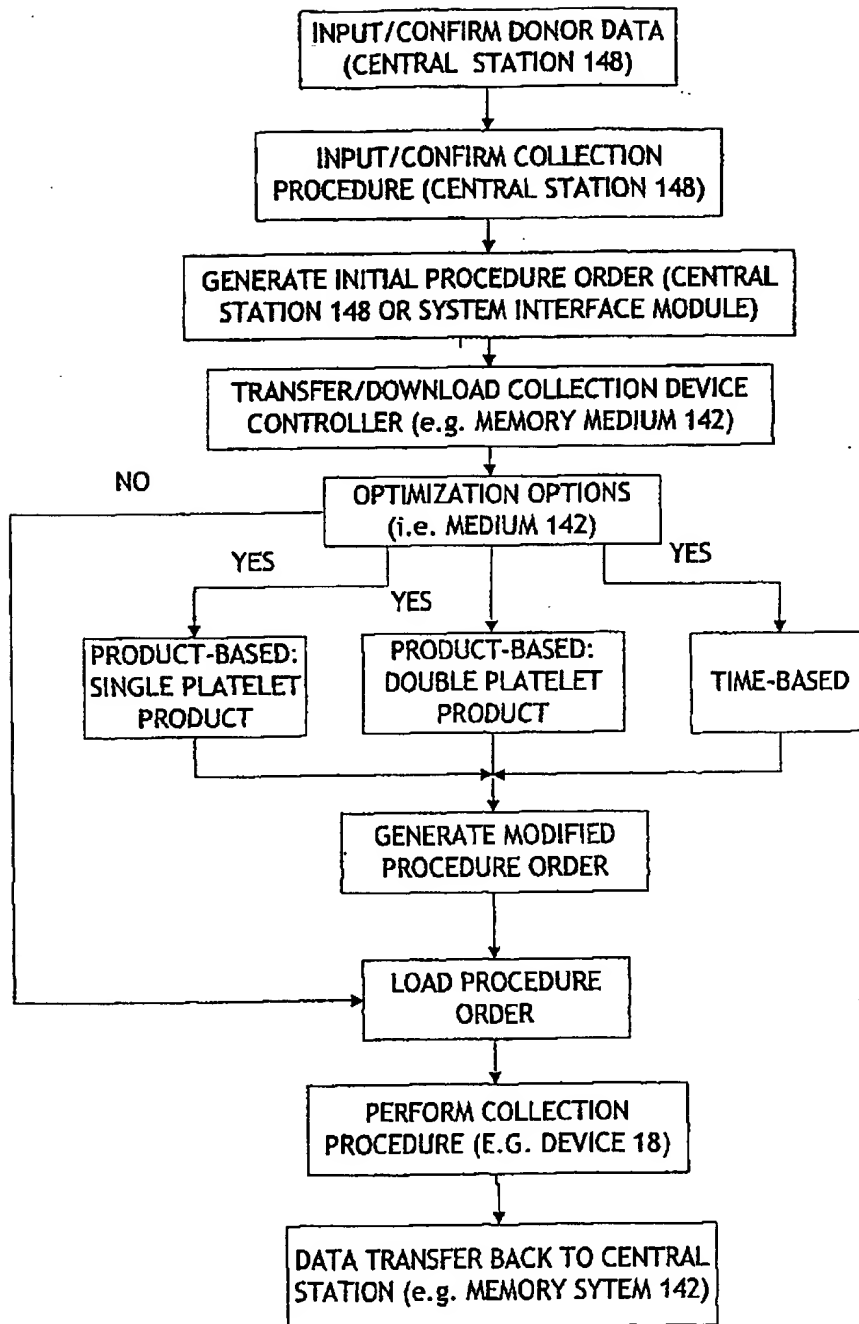 INPUT/CONFIRM DONOR DATA
(CENTRAL STATION 148)
INPUT/CONFIRM COLLECTION
PROCEDURE (CENTRAL STATION 148)
GENERATE INITIAL PROCEDURE ORDER (CENTRAL
STATION 148 OR SYSTEM INTERFACE MODULE)
TRANSFER/DOWNLOAD COLLECTION DEVICE
CONTROLLER (e.g. MEMORY MEDIUM 142)
NO
OPTIMIZATION OPTIONS
(i.e. MEDIUM 142)
YES
YES
YES
PRODUCT-BASED:
SINGLE PLATELET
PRODUCT
PRODUCT-BASED:
DOUBLE PLATELET
PRODUCT
TIME-BASED
GENERATE MODIFIED
PROCEDURE ORDER
LOAD PROCEDURE
ORDER
PERFORM COLLECTION
PROCEDURE (E.G. DEVICE 18)
DATA TRANSFER BACK TO CENTRAL
STATION (e.g. MEMORY SYTEM 142)